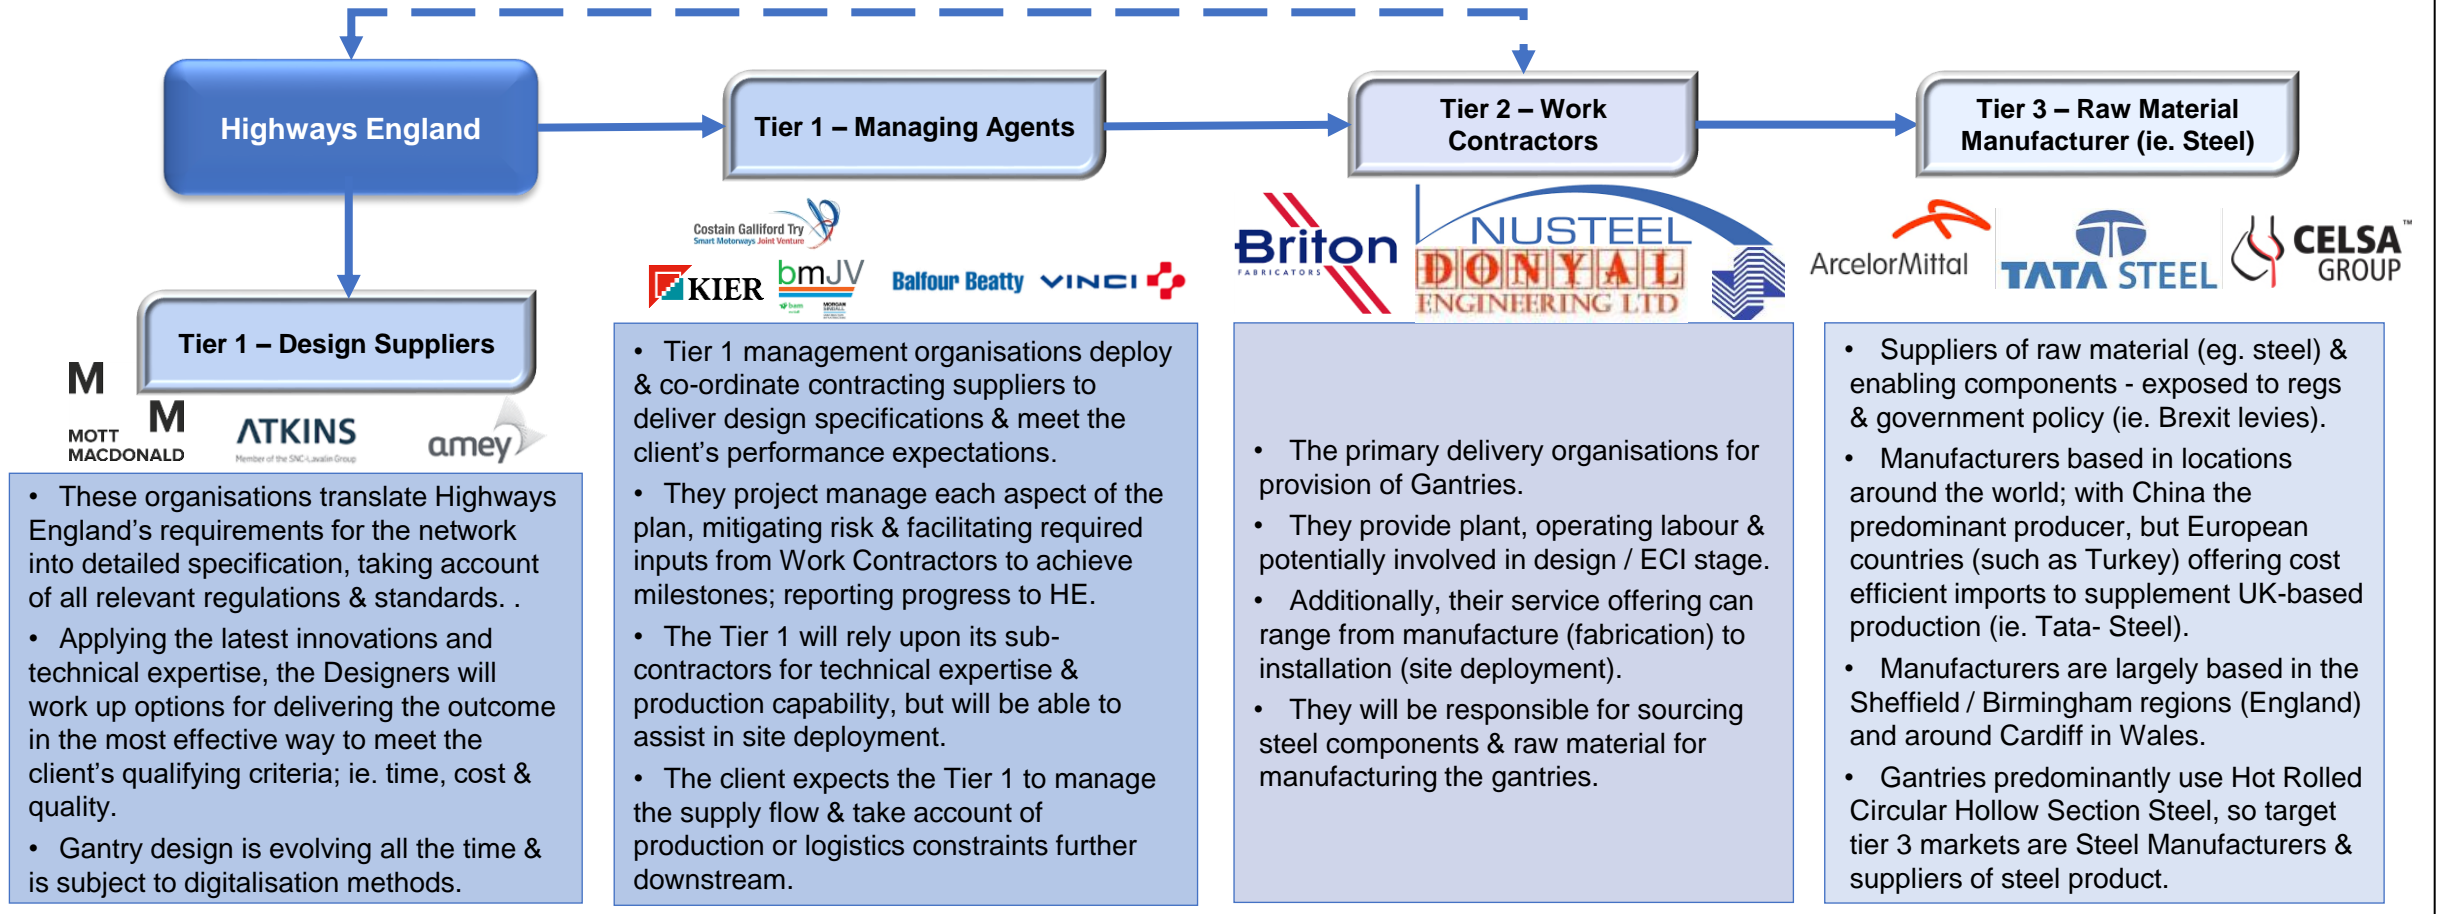 Highways England
Tier 1 – Managing Agents
Tier 2 – Work
Contractors
Tier 3 – Raw Material
Manufacturer (ie. Steel)
Tier 1 – Design Suppliers
M
M
MOTT
MACDONALD
ATKINS
Member of the SNC-Lavalin Group
amey
• These organisations translate Highways
England’s requirements for the network
into detailed specification, taking account
of all relevant regulations & standards. .
• Applying the latest innovations and
technical expertise, the Designers will
work up options for delivering the outcome
in the most effective way to meet the
client’s qualifying criteria; ie. time, cost &
quality.
• Gantry design is evolving all the time &
is subject to digitalisation methods.
Costain Galliford Try
Smart Motorways Joint Venture
KIER
bmJV
bam
MORGAN
SINDALL
Balfour Beatty
VINCI
• Tier 1 management organisations deploy
& co-ordinate contracting suppliers to
deliver design specifications & meet the
client’s performance expectations.
• They project manage each aspect of the
plan, mitigating risk & facilitating required
inputs from Work Contractors to achieve
milestones; reporting progress to HE.
• The Tier 1 will rely upon its sub-
contractors for technical expertise &
production capability, but will be able to
assist in site deployment.
• The client expects the Tier 1 to manage
the supply flow & take account of
production or logistics constraints further
downstream.
Briton
FABRICATORS
NUSTEEL
DONYAL
ENGINEERING LTD
• The primary delivery organisations for
provision of Gantries.
• They provide plant, operating labour &
potentially involved in design / ECI stage.
• Additionally, their service offering can
range from manufacture (fabrication) to
installation (site deployment).
• They will be responsible for sourcing
steel components & raw material for
manufacturing the gantries.
ArcelorMittal
TATA STEEL
CELSA™
GROUP
• Suppliers of raw material (eg. steel) &
enabling components - exposed to regs
& government policy (ie. Brexit levies).
• Manufacturers based in locations
around the world; with China the
predominant producer, but European
countries (such as Turkey) offering cost
efficient imports to supplement UK-based
production (ie. Tata- Steel).
• Manufacturers are largely based in the
Sheffield / Birmingham regions (England)
and around Cardiff in Wales.
• Gantries predominantly use Hot Rolled
Circular Hollow Section Steel, so target
tier 3 markets are Steel Manufacturers &
suppliers of steel product.